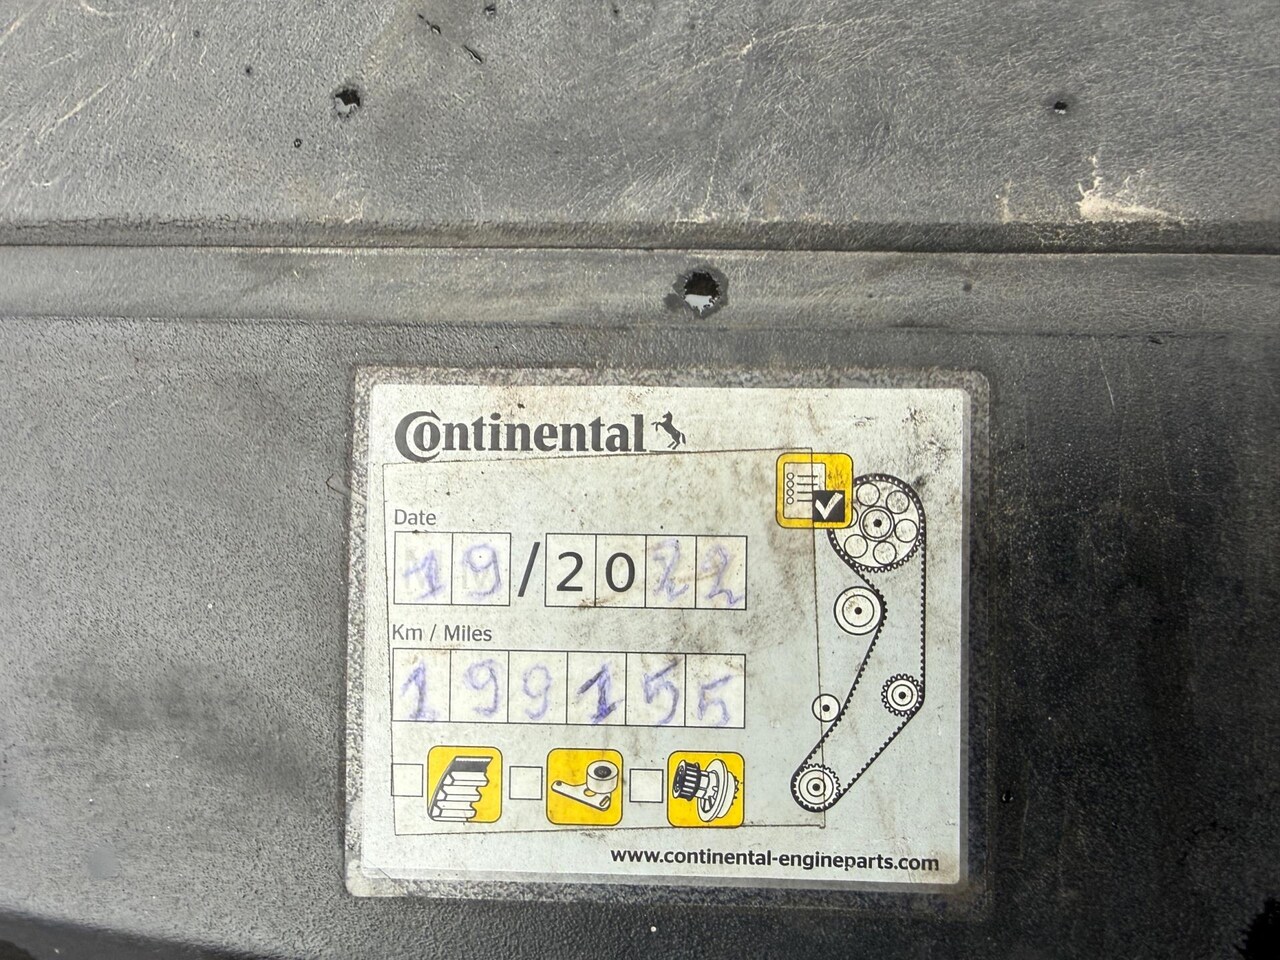 Continental
Date
19/2022
Km / Miles
199155
www.continental-engineparts.com